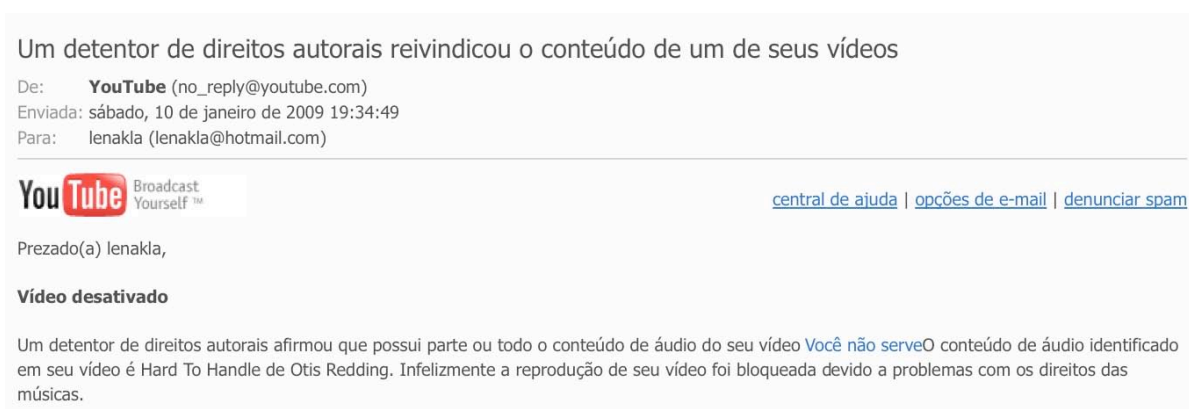 Um detentor de direitos autorais reivindicou o conteúdo de um de seus vídeos
De: YouTube (no_reply@youtube.com)
Enviada: sábado, 10 de janeiro de 2009 19:34:49
Para: lenakla (lenakla@hotmail.com)
YouTube Broadcast Yourself ™
central de ajuda | opções de e-mail | denunciar spam
Prezado(a) lenakla,
Vídeo desativado
Um detentor de direitos autorais afirmou que possui parte ou todo o conteúdo de áudio do seu vídeo Você não serveO conteúdo de áudio identificado
em seu vídeo é Hard To Handle de Otis Redding. Infelizmente a reprodução de seu vídeo foi bloqueada devido a problemas com os direitos das
músicas.